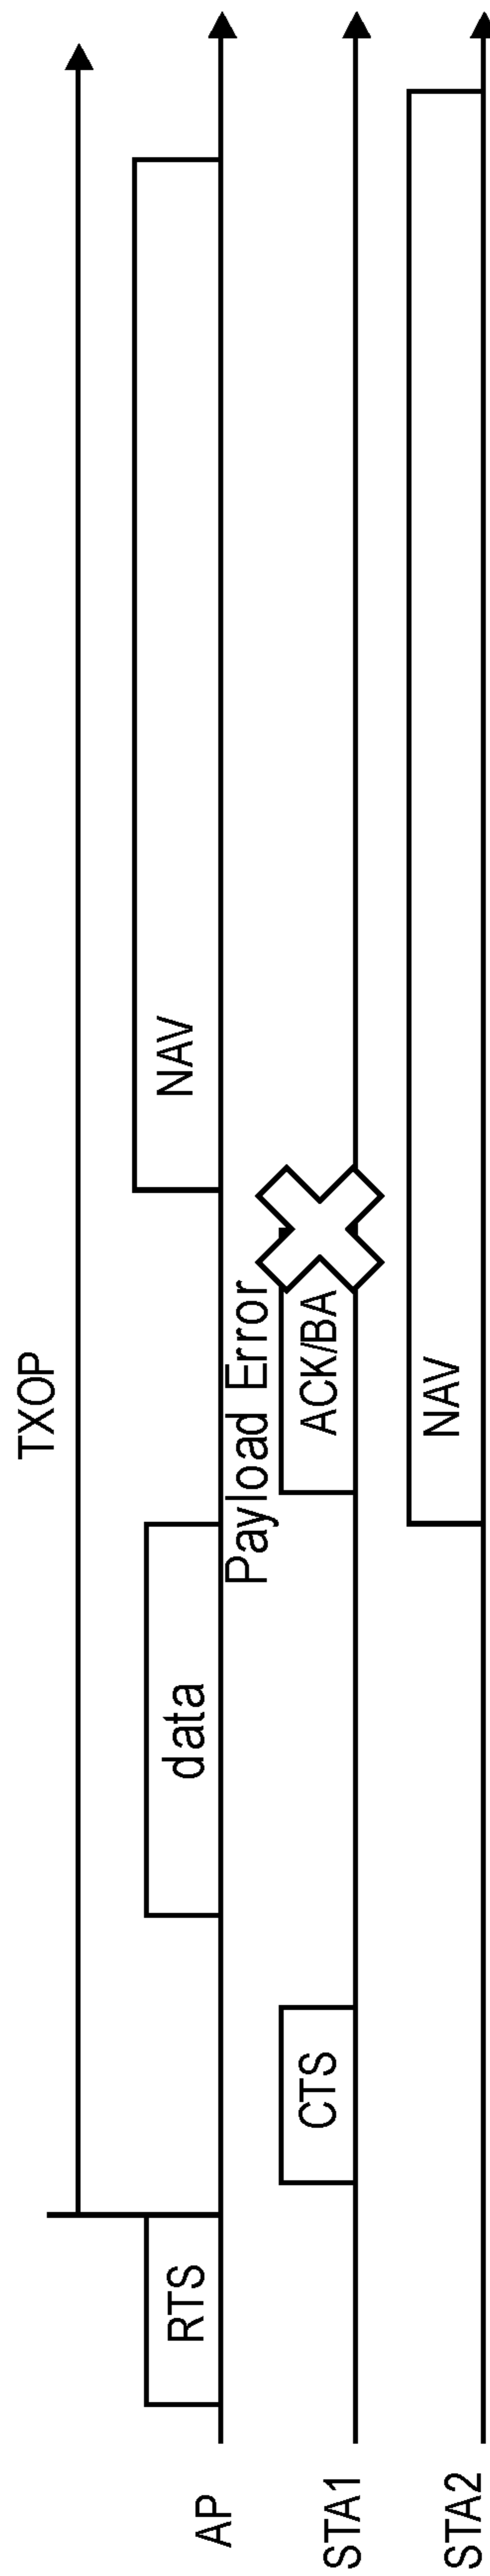 TXOP
AP
RTS
data
NAV
Payload Error
STA1
CTS
ACK/BA
STA2
NAV